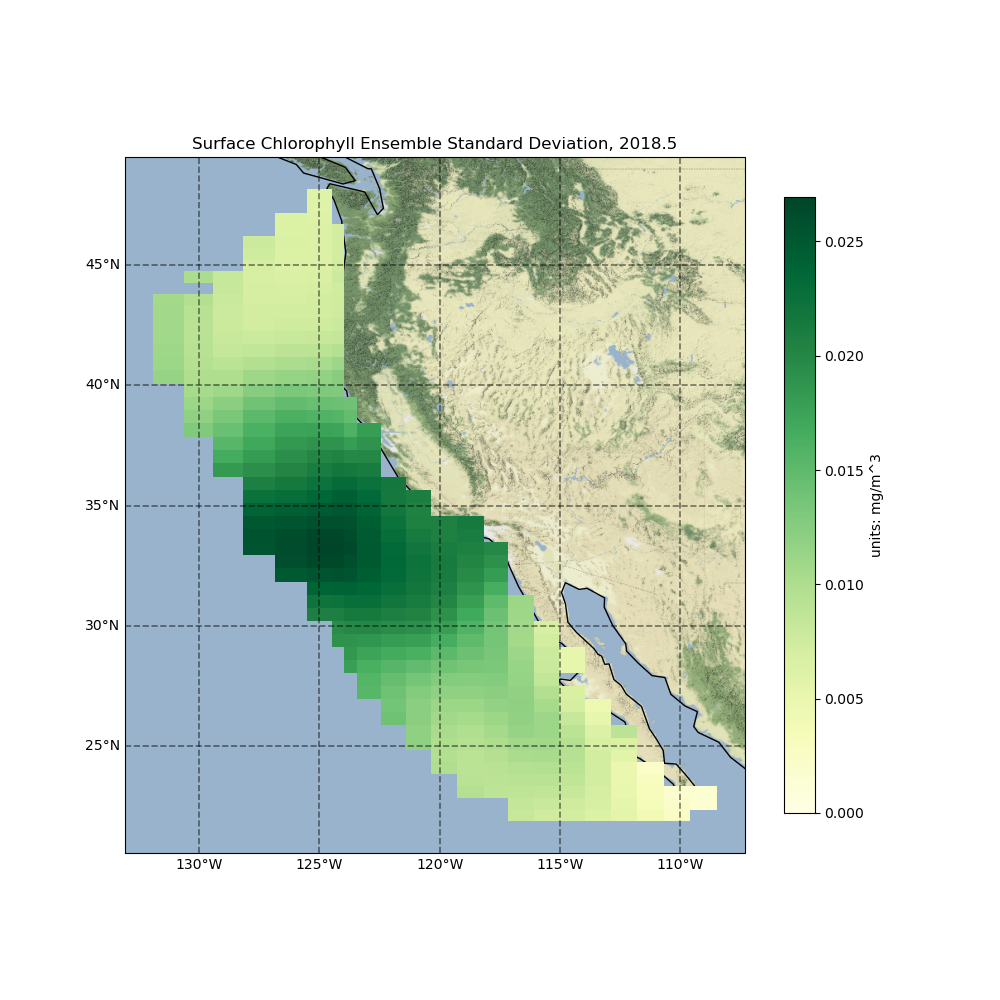 Surface Chlorophyll Ensemble Standard Deviation, 2018.5
45°N
40°N
35°N
30°N
25°N
130°W
125°W
120°W
115°W
110°W
0.025
0.020
0.015
0.010
0.005
0.000
units: mg/m^3